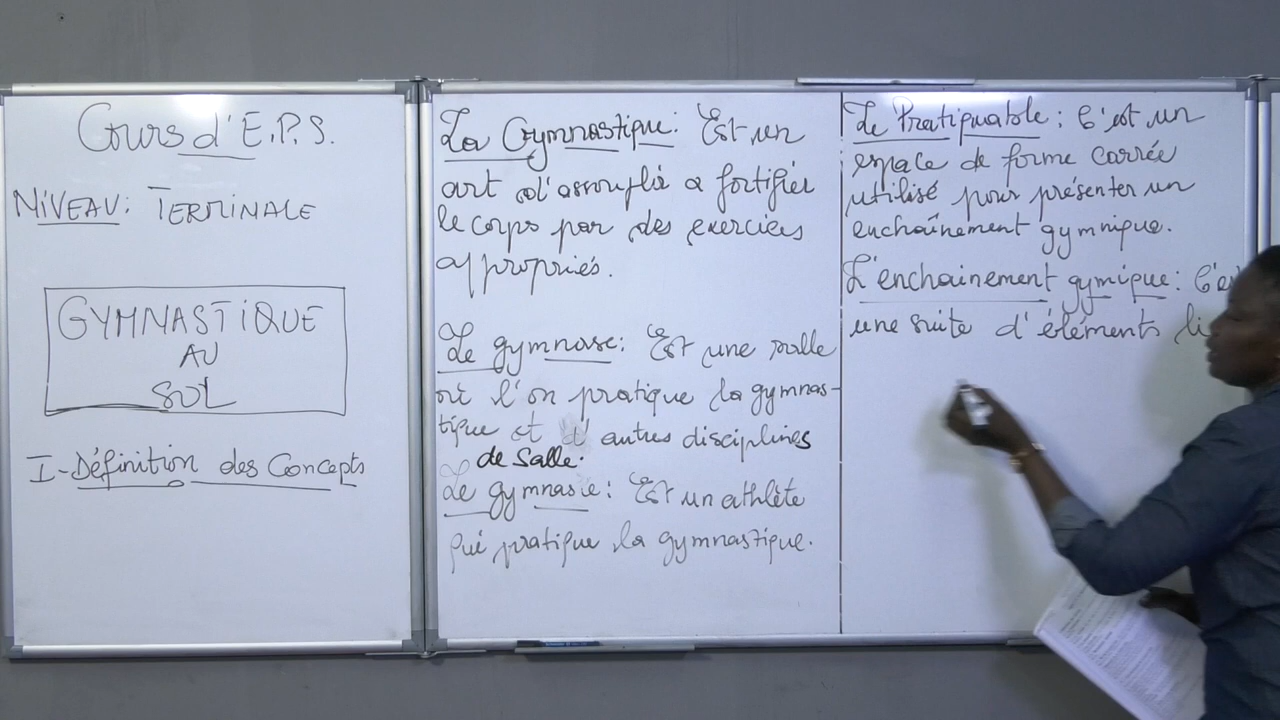 Cours d'E.P.S.
NIVEAU: TERMINALE
GYMNASTIQUE
AU
SOL
I-Définition des Concepts
La Gymnastique: Est un
art d'assouplir a fortifier
le corps par des exercices
appropriés.
Le gymnase: Est une salle
où l'on pratique la gymnas-
tique et d' autres disciplines
de Salle.
Le gymnaste: Est un athlète
qui pratique la gymnastique.
Le Pratiquable: C'est un
espace de forme carrée
utilisé pour présenter un
enchaînement gymnique.
L'enchainement gymique:
une suite d'éléments